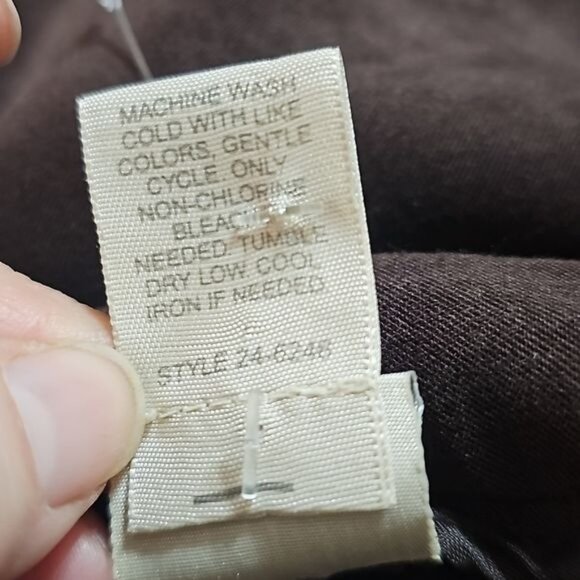 MACHINE WASH
COLD WITH LIKE
COLORS, GENTLE
CYCLE. ONLY
NON-CHLORINE
NEEDED. TUMBLE
DRY LOW. COOL
IRON IF NEEDED
STYLE 24-6248